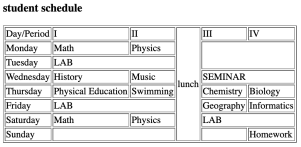 student schedule
Day/Period I II lunch III IV
Monday Math Physics
Tuesday LAB
Wednesday History Music SEMINAR
Thursday Physical Education Swimming Chemistry Biology
Friday LAB Geography Informatics
Saturday Math Physics LAB
Sunday Homework